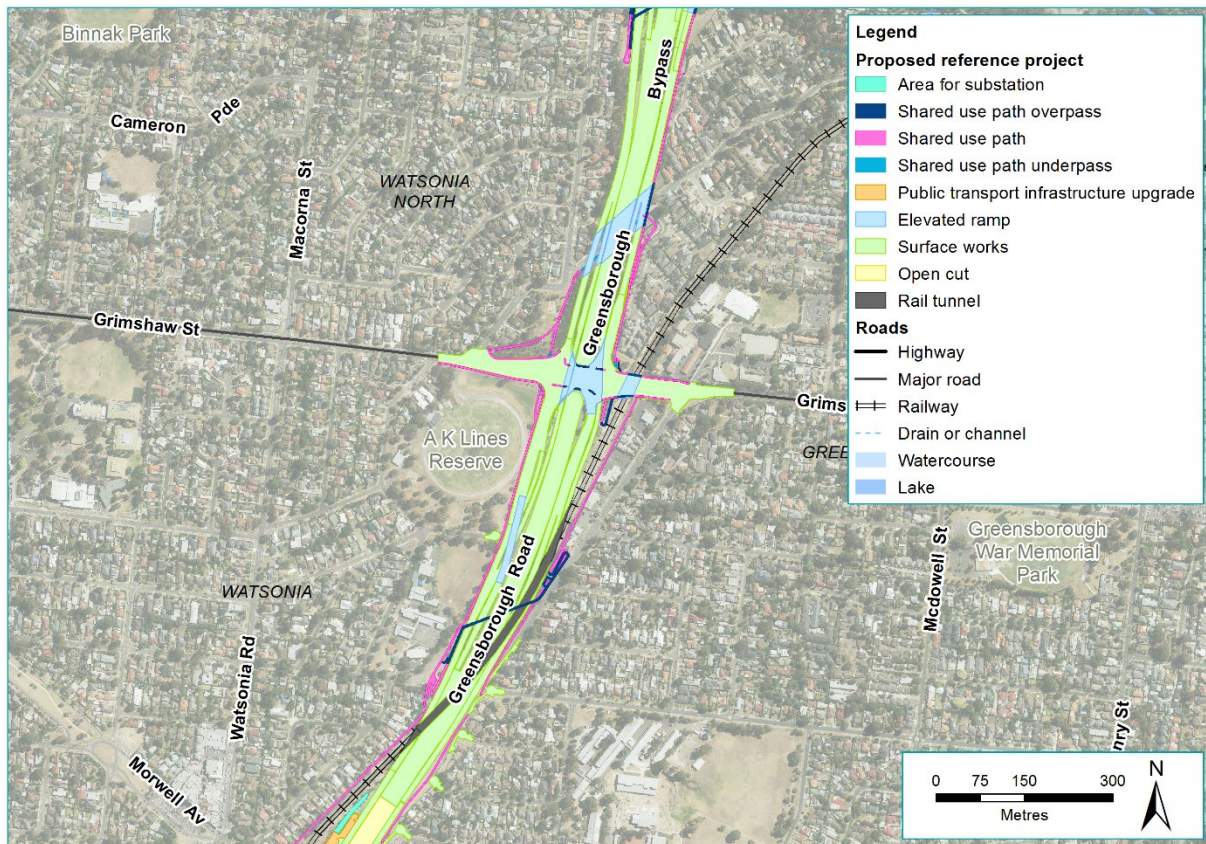 Binnak Park
Cameron
Pde
Macorna St
WATSONIA
NORTH
Bypass
Greensborough
Grimshaw St
Grims
A K Lines
Reserve
GREE
Greensborough
War Memorial
Park
Mcdowell St
WATSONIA
Greensborough Road
Watsonia Rd
Morwell Av
nry St
Legend
Proposed reference project
Area for substation
Shared use path overpass
Shared use path
Shared use path underpass
Public transport infrastructure upgrade
Elevated ramp
Surface works
Open cut
Rail tunnel
Roads
Highway
Major road
Railway
Drain or channel
Watercourse
Lake
0 75 150 300
Metres
N